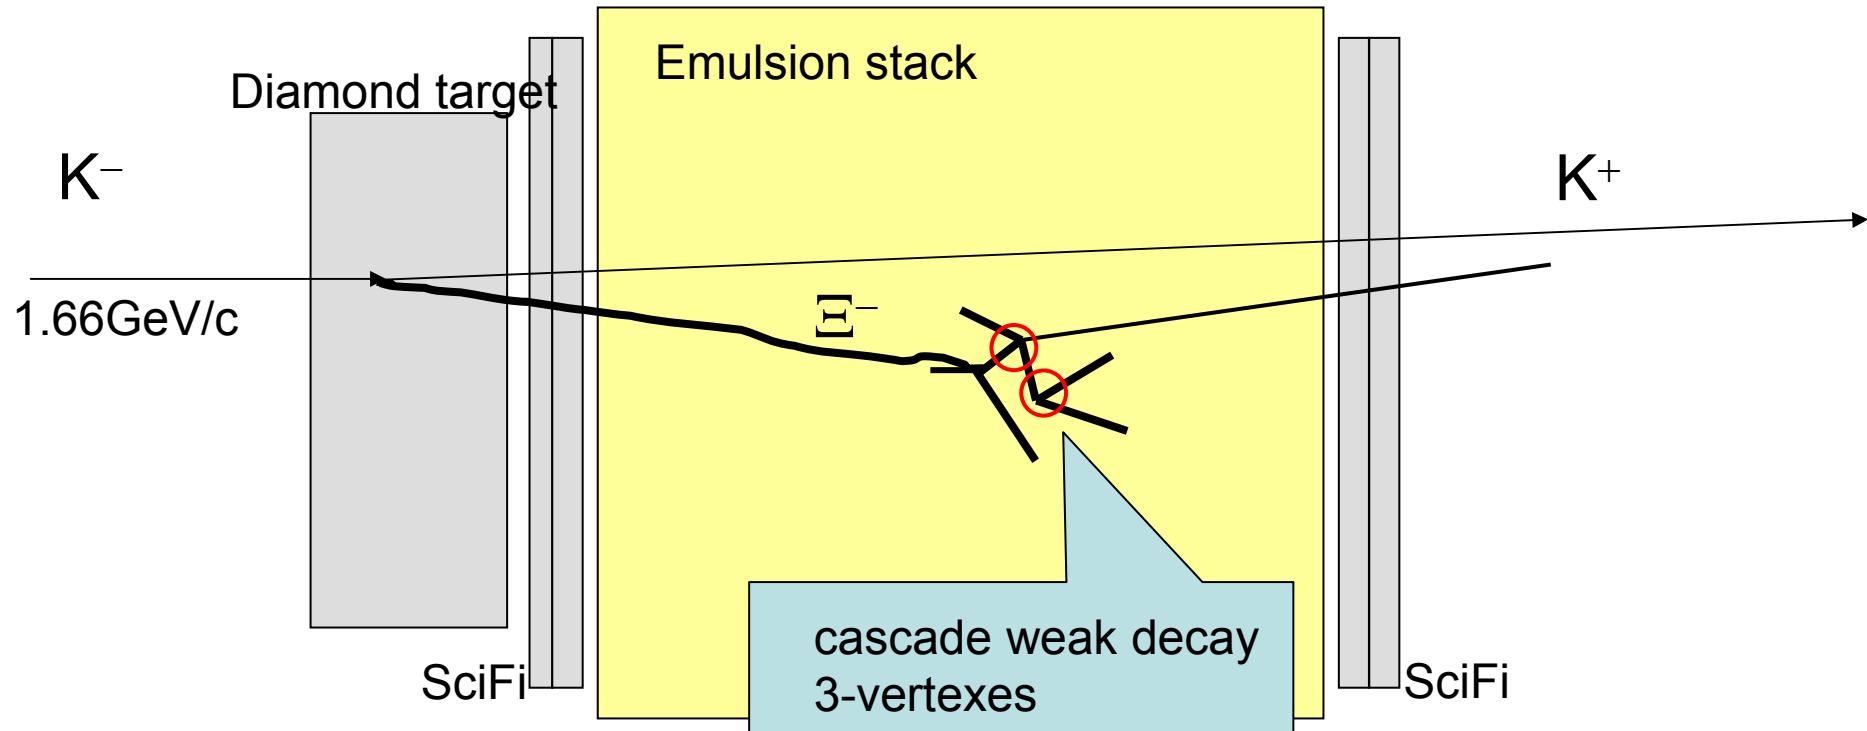 Emulsion stack
Diamond target
K⁻
K⁺
1.66GeV/c
Ξ⁻
cascade weak decay
3-vertexes
SciFi
SciFi